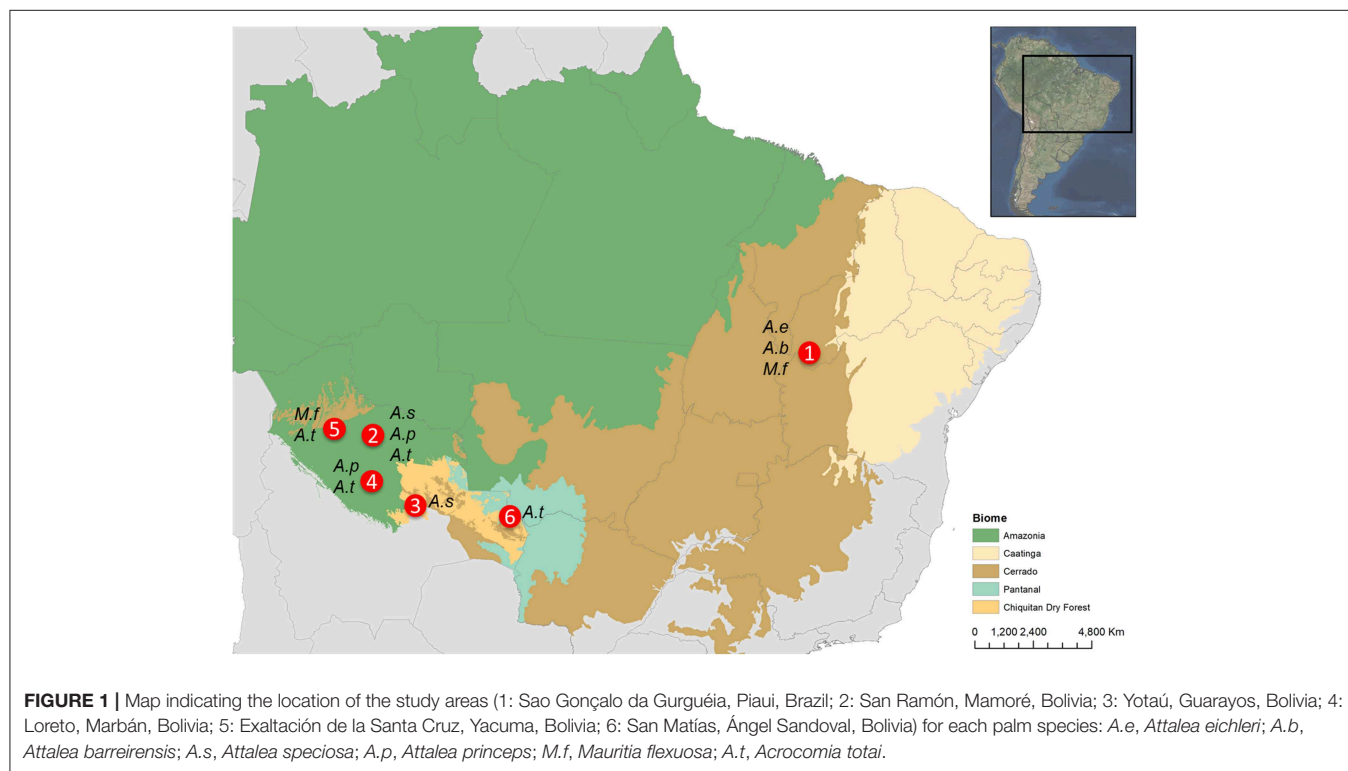 A.e
A.b
1
M.f
M.f
5
A.t
A.s
2
A.p
A.t
A.p
4
A.t
3
A.s
6
A.t
Biome
Amazonia
Caatinga
Cerrado
Pantanal
Chiquitan Dry Forest
0 1,200 2,400 4,800 Km
FIGURE 1 | Map indicating the location of the study areas (1: Sao Gonçalo da Gurguéia, Piaui, Brazil; 2: San Ramón, Mamoré, Bolivia; 3: Yotaú, Guarayos, Bolivia; 4:
Loreto, Marbán, Bolivia; 5: Exaltación de la Santa Cruz, Yacuma, Bolivia; 6: San Matías, Ángel Sandoval, Bolivia) for each palm species: A.e, Attalea eichleri; A.b,
Attalea barreirensis; A.s, Attalea speciosa; A.p, Attalea princeps; M.f, Mauritia flexuosa; A.t, Acrocomia totai.